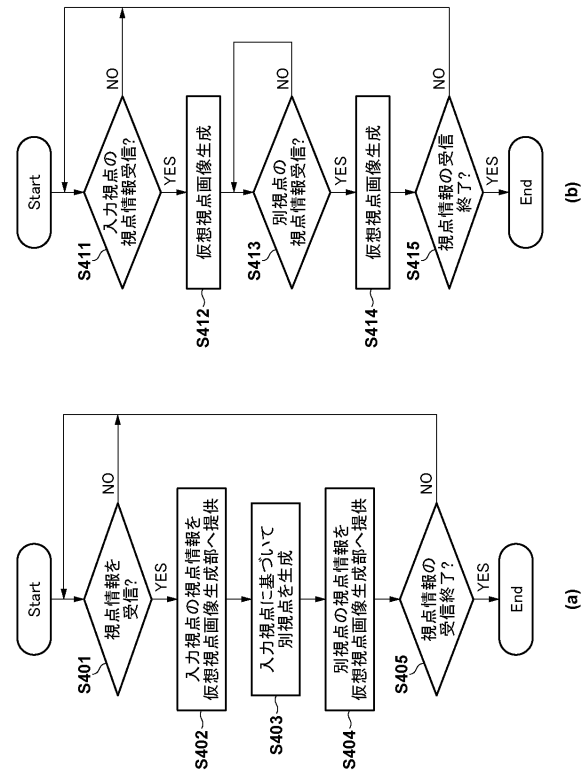 Start
S401
視点情報を
受信?
NO
YES
S402
入力視点の視点情報を
仮想視点画像生成部へ提供
S403
入力視点に基づいて
別視点を生成
S404
別視点の視点情報を
仮想視点画像生成部へ提供
S405
視点情報の
受信終了?
NO
YES
End
(a)
Start
S411
入力視点の
視点情報受信?
NO
YES
S412
仮想視点画像生成
S413
別視点の
視点情報受信?
NO
YES
S414
仮想視点画像生成
S415
視点情報の受信
終了?
NO
YES
End
(b)